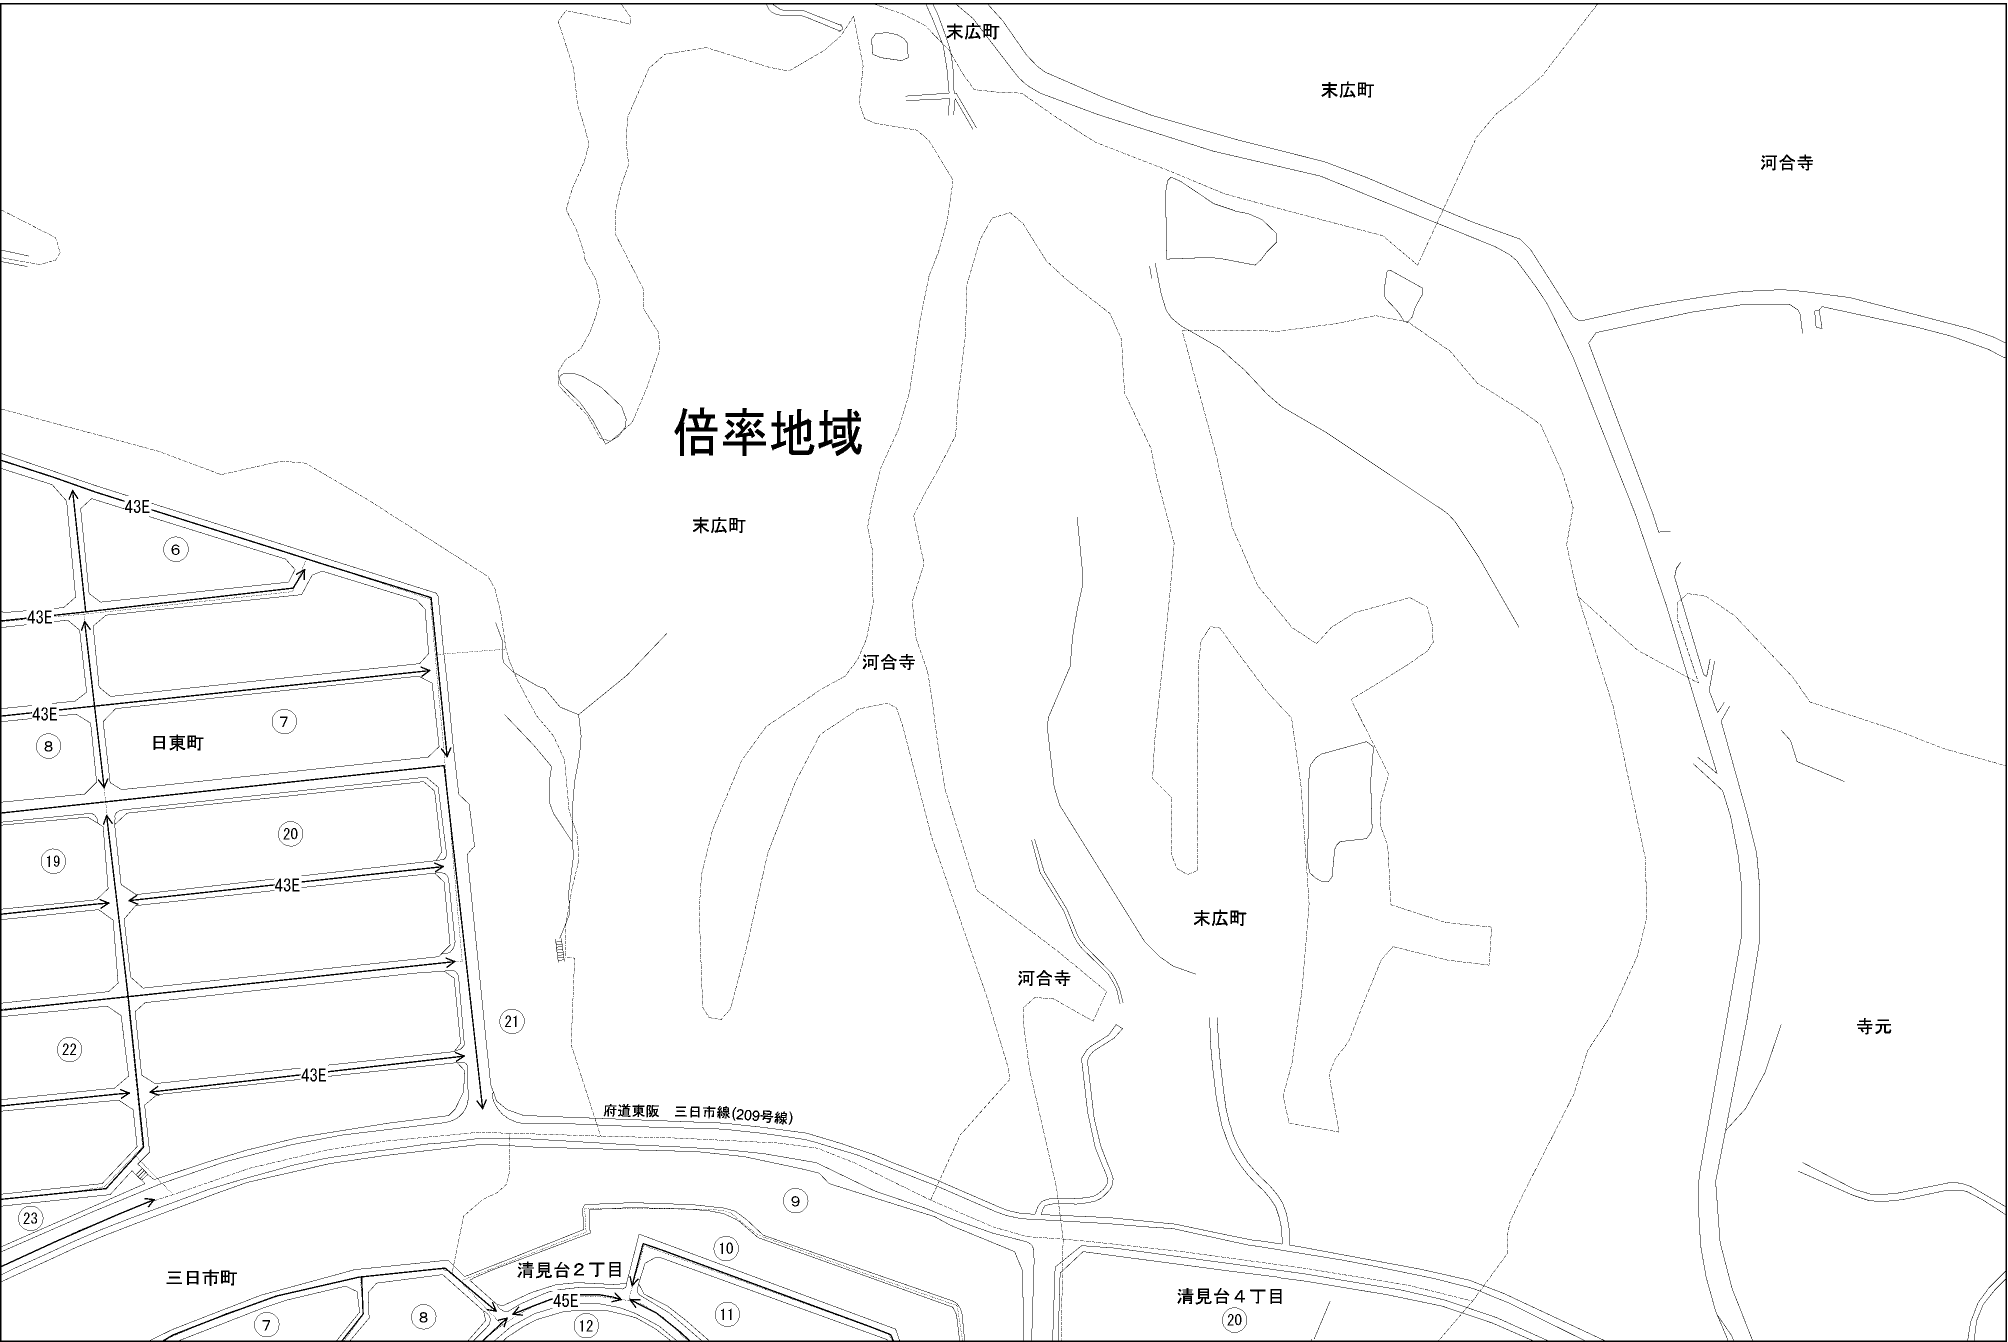 末広町
末広町
河合寺
倍率地域
43E
末広町
6
43E
河合寺
43E
7
8
日東町
20
19
43E
末広町
河合寺
21
寺元
22
43E
府道東阪　三日市線(209号線)
9
23
10
三日市町
清見台２丁目
清見台４丁目
45E
11
8
7
12
20